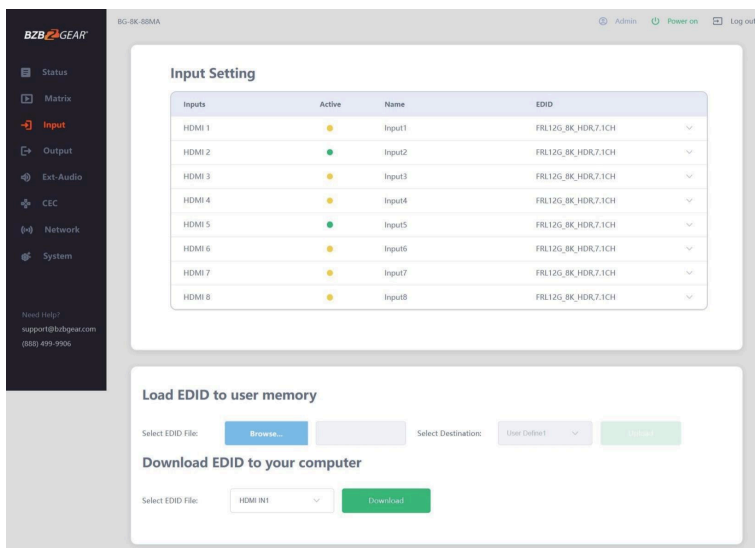 BG-8K-88MA
Admin
Power on
Log out
BZBGEAR
Status
Matrix
Input
Output
Ext-Audio
CEC
Network
System
Need Help?
support@bzbgear.com
(888) 499-9906
Input Setting
Inputs Active Name EDID
HDMI 1 Input1 FRL12G_8K_HDR,7.1CH
HDMI 2 Input2 FRL12G_8K_HDR,7.1CH
HDMI 3 Input3 FRL12G_8K_HDR,7.1CH
HDMI 4 Input4 FRL12G_8K_HDR,7.1CH
HDMI 5 Input5 FRL12G_8K_HDR,7.1CH
HDMI 6 Input6 FRL12G_8K_HDR,7.1CH
HDMI 7 Input7 FRL12G_8K_HDR,7.1CH
HDMI 8 Input8 FRL12G_8K_HDR,7.1CH
Load EDID to user memory
Select EDID File: Browse... Select Destination: User Define1
Download EDID to your computer
Select EDID File: HDMI IN1 Download